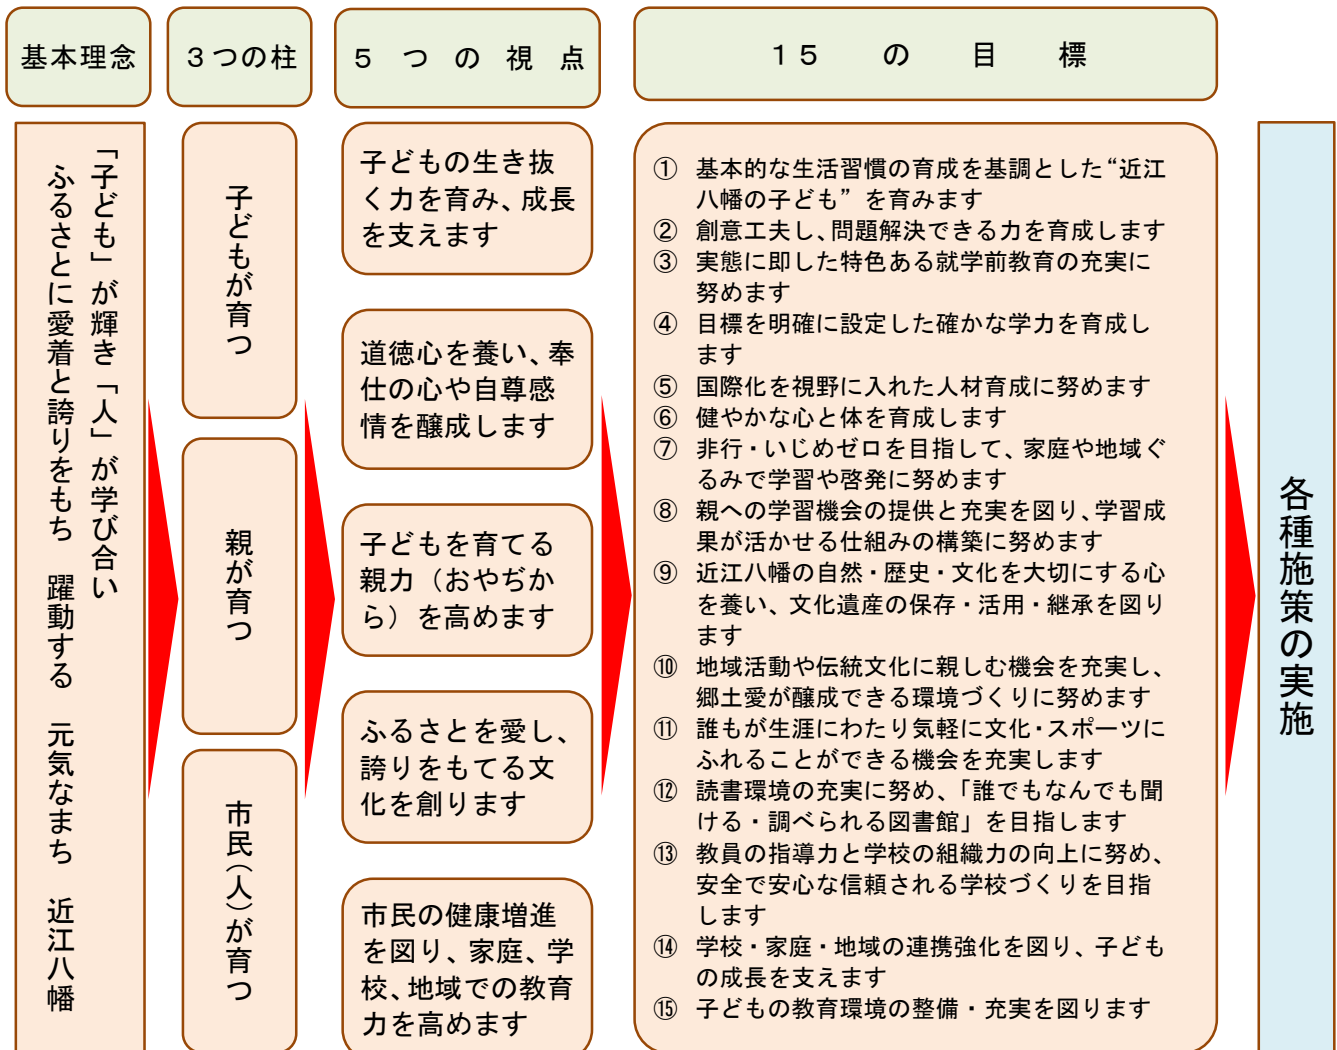 基本理念
３つの柱
５つの視点
１５の目標
「子ども」が輝き「人」が学び合い
ふるさとに愛着と誇りをもち　躍動する　元気なまち　近江八幡
子どもが育つ
親が育つ
市民（人）が育つ
子どもの生き抜
く力を育み、成長
を支えます
道徳心を養い、奉
仕の心や自尊感
情を醸成します
子どもを育てる
親力（おやぢか
ら）を高めます
ふるさとを愛し、
誇りをもてる文
化を創ります
市民の健康増進
を図り、家庭、学
校、地域での教育
力を高めます
① 基本的な生活習慣の育成を基調とした“近江
八幡の子ども”を育みます
② 創意工夫し、問題解決できる力を育成します
③ 実態に即した特色ある就学前教育の充実に
努めます
④ 目標を明確に設定した確かな学力を育成し
ます
⑤ 国際化を視野に入れた人材育成に努めます
⑥ 健やかな心と体を育成します
⑦ 非行・いじめゼロを目指して、家庭や地域ぐ
るみで学習や啓発に努めます
⑧ 親への学習機会の提供と充実を図り、学習成
果が活かせる仕組みの構築に努めます
⑨ 近江八幡の自然・歴史・文化を大切にする心
を養い、文化遺産の保存・活用・継承を図り
ます
⑩ 地域活動や伝統文化に親しむ機会を充実し、
郷土愛が醸成できる環境づくりに努めます
⑪ 誰もが生涯にわたり気軽に文化・スポーツに
ふれることができる機会を充実します
⑫ 読書環境の充実に努め、「誰でもなんでも聞
ける・調べられる図書館」を目指します
⑬ 教員の指導力と学校の組織力の向上に努め、
安全で安心な信頼される学校づくりを目指
します
⑭ 学校・家庭・地域の連携強化を図り、子ども
の成長を支えます
⑮ 子どもの教育環境の整備・充実を図ります
各種施策の実施